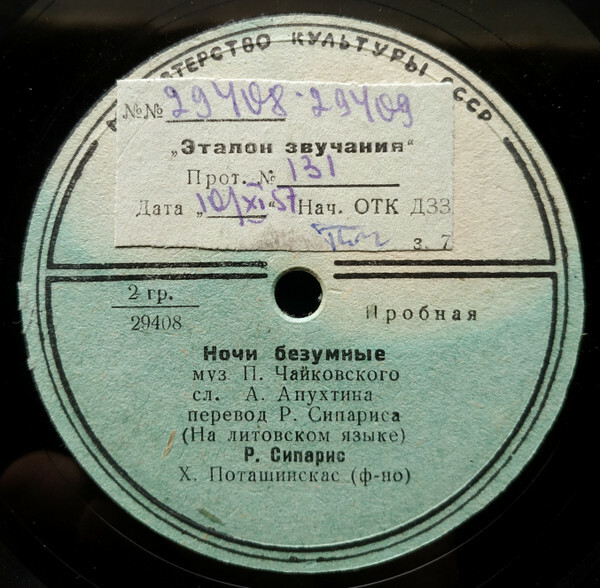 МИНИСТЕРСТВО КУЛЬТУРЫ СССР
№№ 29408-29409
„Эталон звучания“
Прот. № 131
Дата „10/XI 57“ Нач. ОТК ДЗЗ
з. 7
2 гр.
29408
Пробная
Ночи безумные
муз П. Чайковского
сл. А. Апухтина
перевод Р. Сипариса
(На литовском языке)
Р. Сипарис
Х. Поташинскас (ф-но)